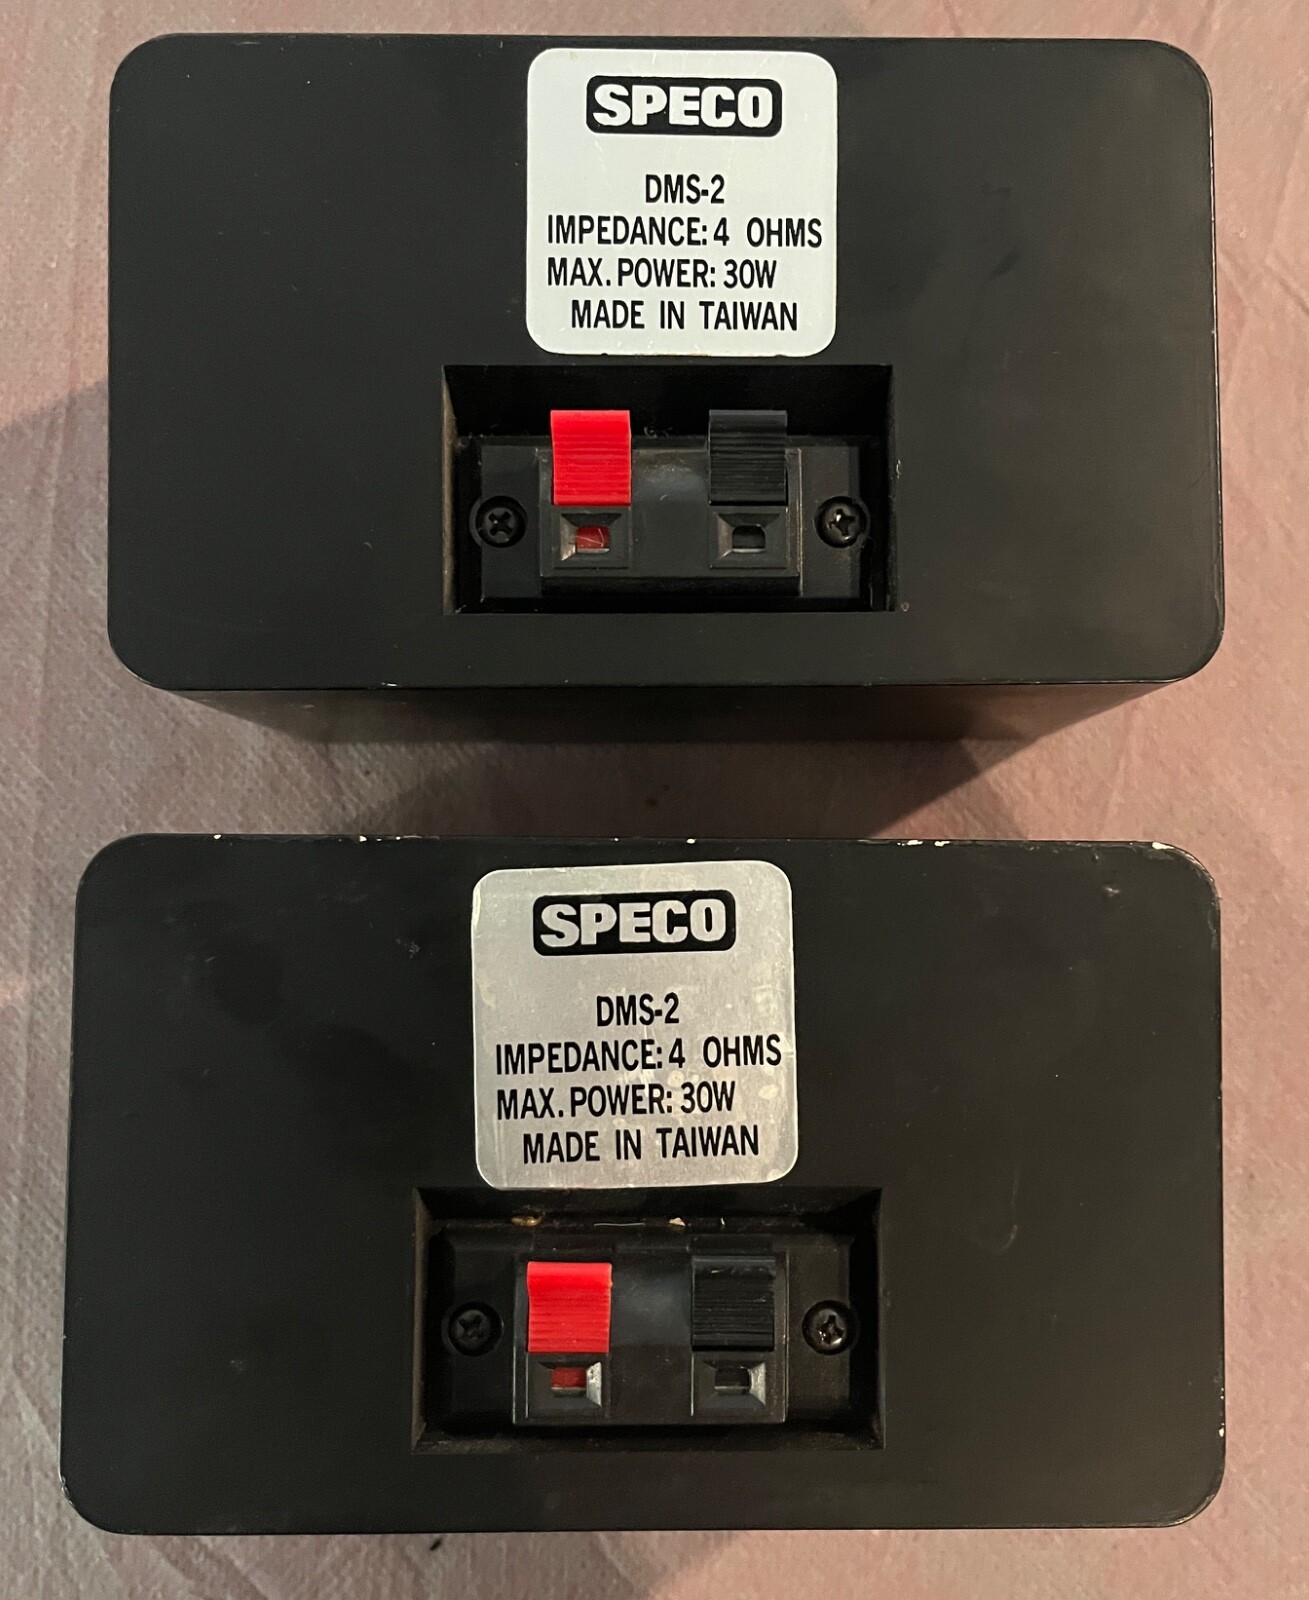 SPECO
DMS-2
IMPEDANCE: 4 OHMS
MAX. POWER: 30W
MADE IN TAIWAN
SPECO
DMS-2
IMPEDANCE: 4 OHMS
MAX. POWER: 30W
MADE IN TAIWAN